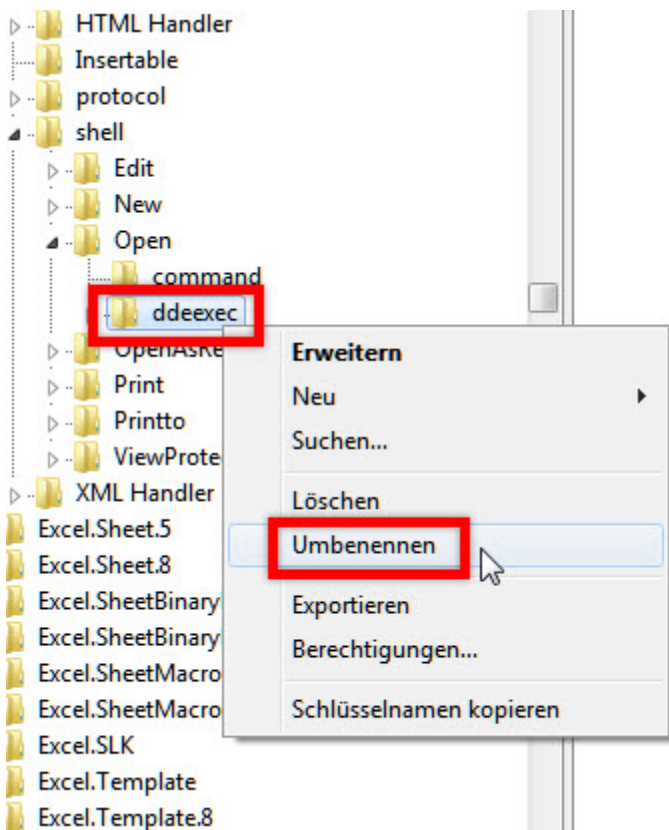 HTML Handler
Insertable
protocol
shell
Edit
New
Open
command
ddeexec
OpenAsRe
Print
Printto
ViewProte
XML Handler
Excel.Sheet.5
Excel.Sheet.8
Excel.SheetBinary
Excel.SheetBinary
Excel.SheetMacro
Excel.SheetMacro
Excel.SLK
Excel.Template
Excel.Template.8
Erweitern
Neu
Suchen...
Löschen
Umbenennen
Exportieren
Berechtigungen...
Schlüsselnamen kopieren